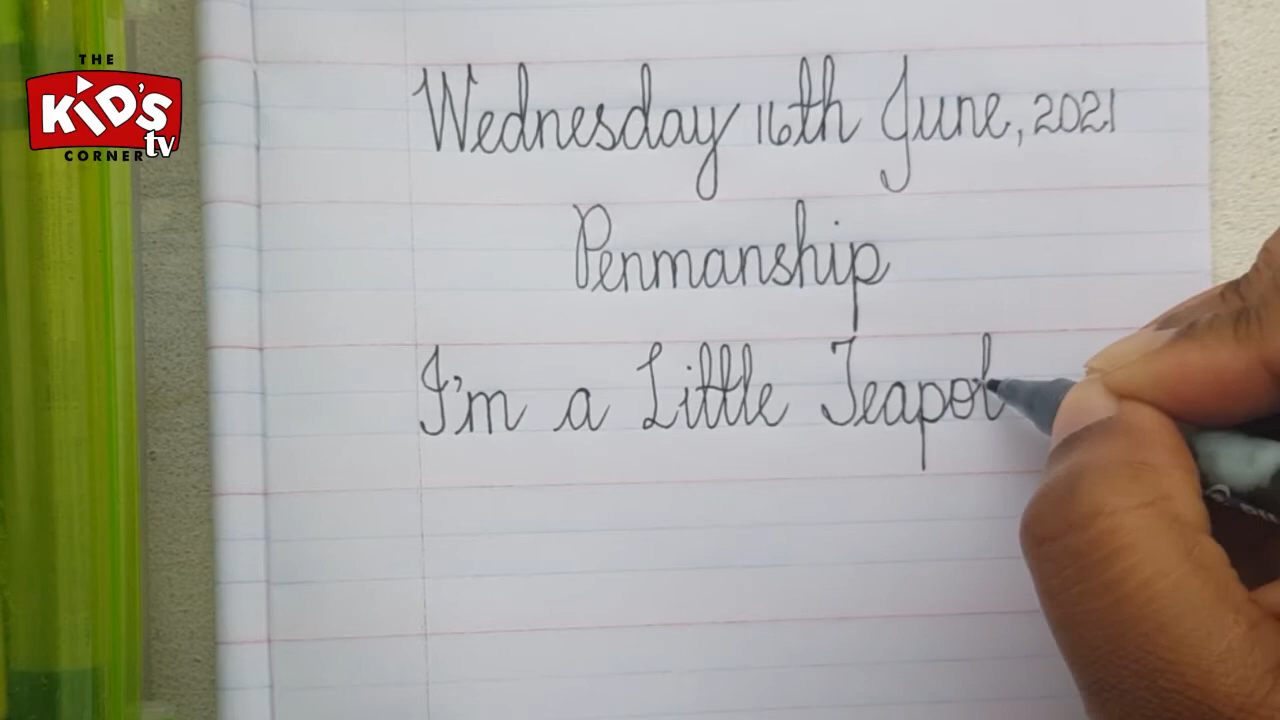 THE
KiD'S
tv
CORNER
Wednesday 16th June, 2021
Penmanship
I'm a Little Teapot